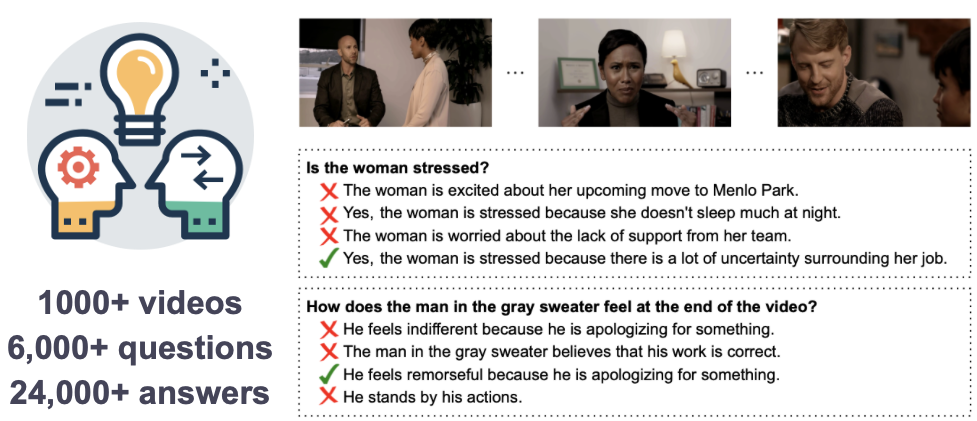 1000+ videos
6,000+ questions
24,000+ answers
...
...
Is the woman stressed?
❌ The woman is excited about her upcoming move to Menlo Park.
❌ Yes, the woman is stressed because she doesn't sleep much at night.
❌ The woman is worried about the lack of support from her team.
✓ Yes, the woman is stressed because there is a lot of uncertainty surrounding her job.
How does the man in the gray sweater feel at the end of the video?
❌ He feels indifferent because he is apologizing for something.
❌ The man in the gray sweater believes that his work is correct.
✓ He feels remorseful because he is apologizing for something.
❌ He stands by his actions.